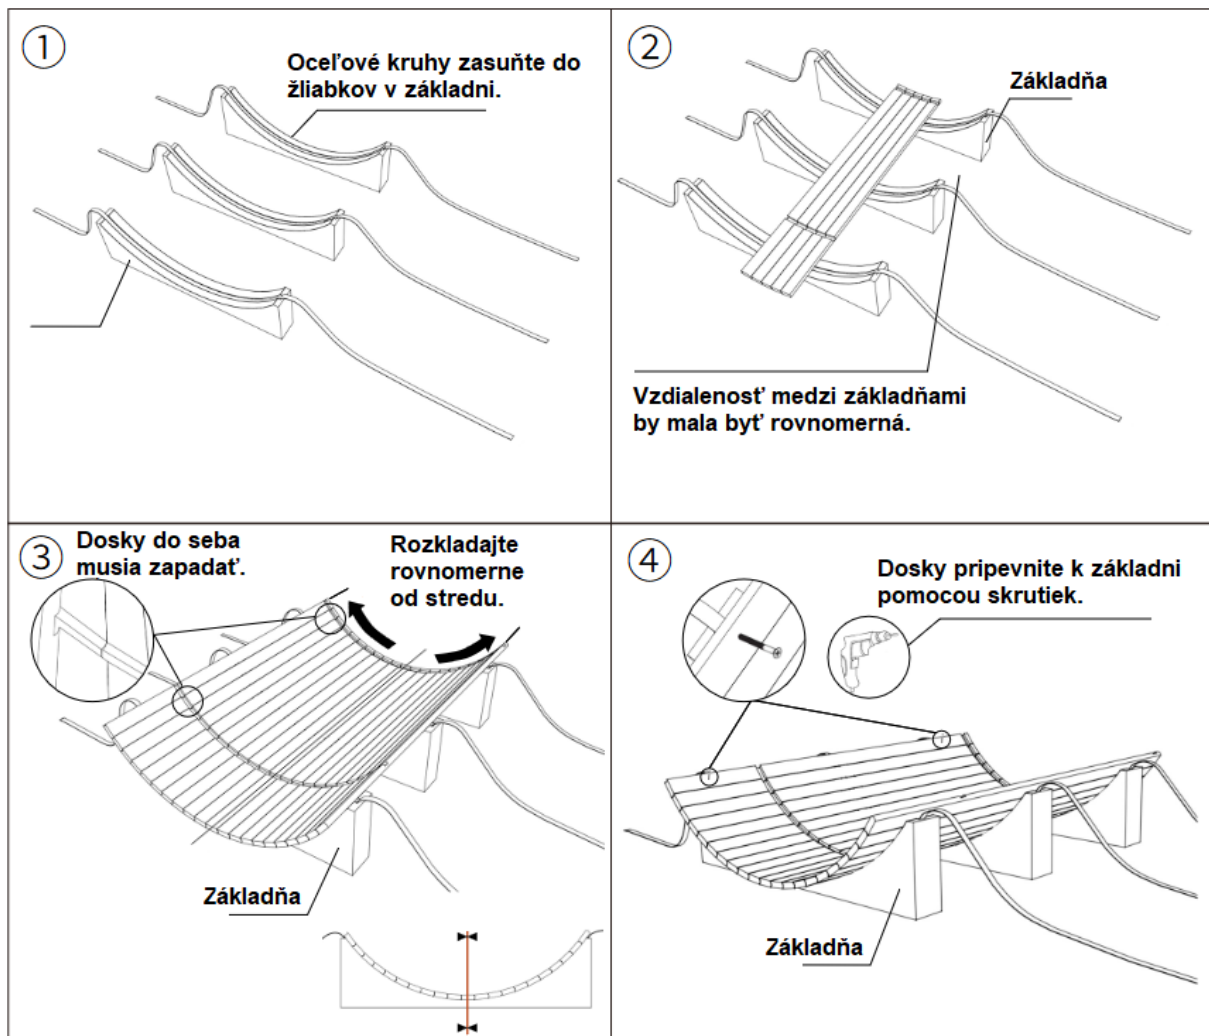 1
Oceľové kruhy zasuňte do
žliabkov v základni.
2
Základňa
Vzdialenosť medzi základňami
by mala byť rovnomerná.
3
Dosky do seba
musia zapadať.
Rozkladajte
rovnomerne
od stredu.
Základňa
4
Dosky pripevnite k základni
pomocou skrutiek.
Základňa